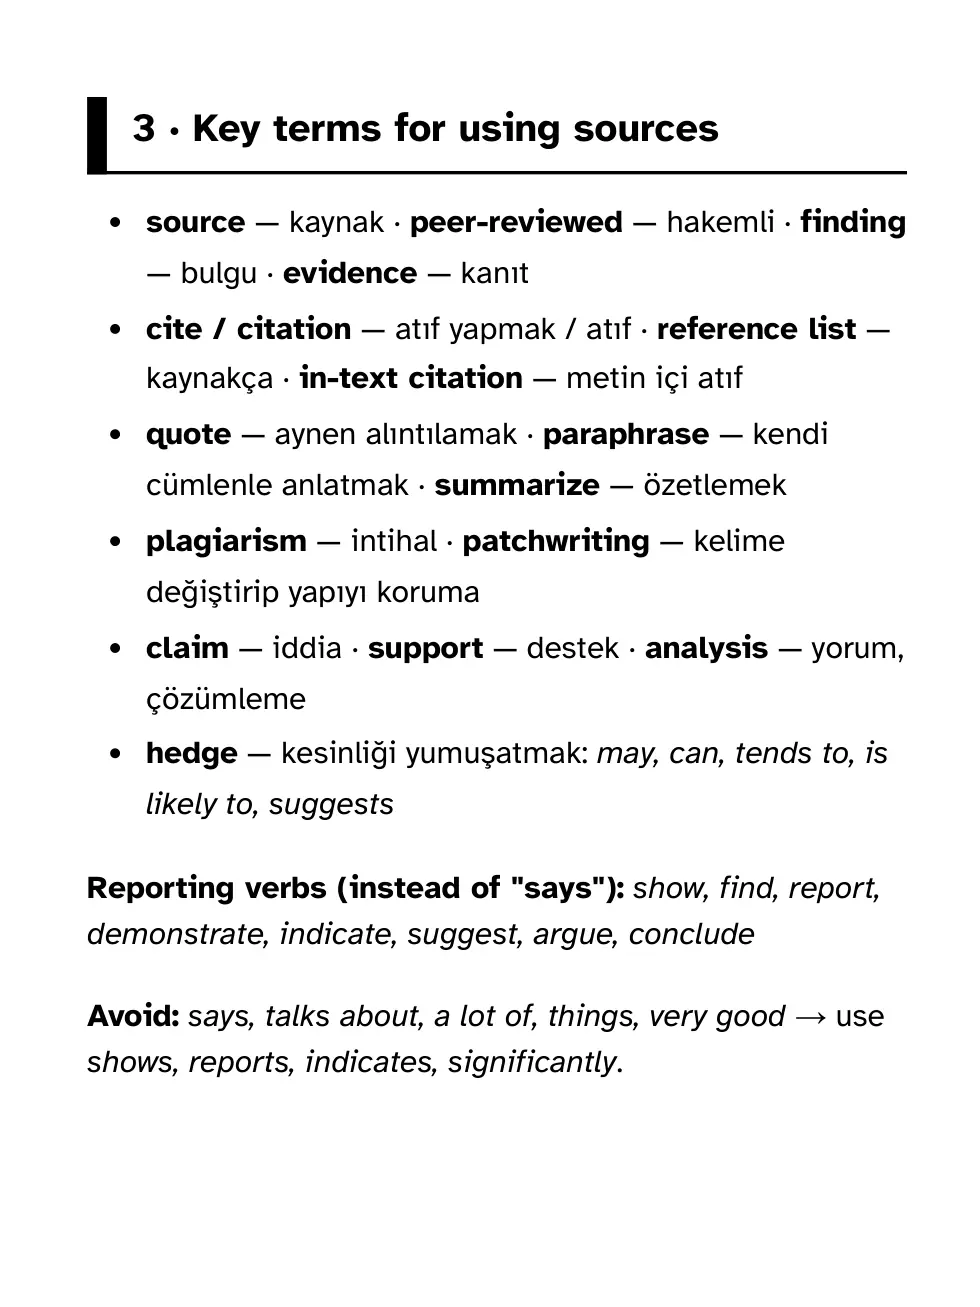 3 · Key terms for using sources
• source — kaynak · peer-reviewed — hakemli · finding
— bulgu · evidence — kanıt
• cite / citation — atıf yapmak / atıf · reference list —
kaynakça · in-text citation — metin içi atıf
• quote — aynen alıntılamak · paraphrase — kendi
cümlenle anlatmak · summarize — özetlemek
• plagiarism — intihal · patchwriting — kelime
değiştirip yapıyı koruma
• claim — iddia · support — destek · analysis — yorum,
çözümleme
• hedge — kesinliği yumuşatmak: may, can, tends to, is
likely to, suggests
Reporting verbs (instead of "says"): show, find, report,
demonstrate, indicate, suggest, argue, conclude
Avoid: says, talks about, a lot of, things, very good → use
shows, reports, indicates, significantly.